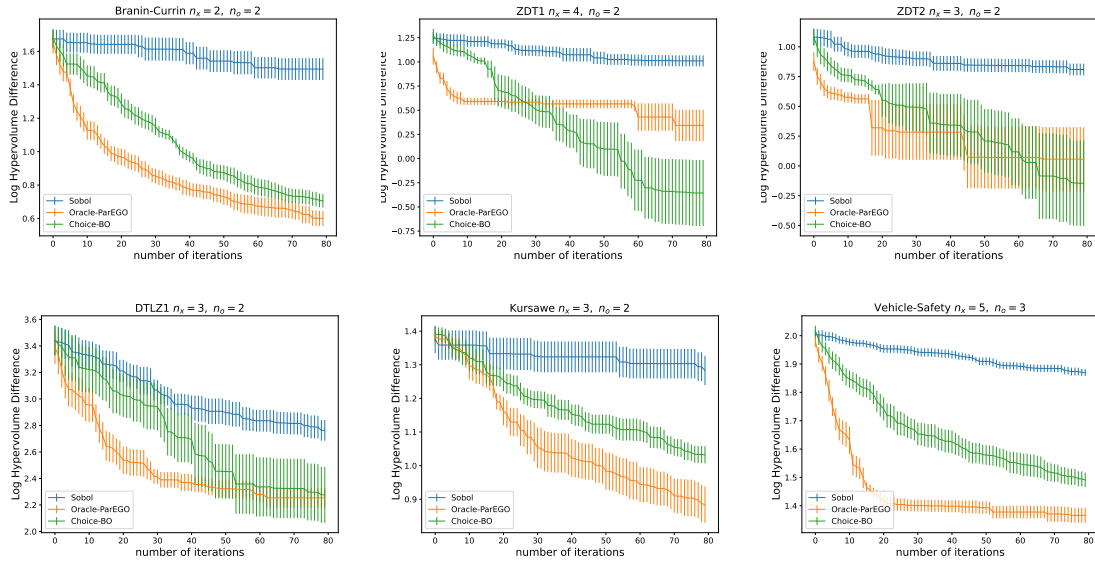 Branin-Currin nₓ = 2, nₒ = 2
Log Hypervolume Difference
1.6
1.4
1.2
1.0
0.8
0.6
Sobol
Oracle-ParEGO
Choice-BO
0 10 20 30 40 50 60 70 80
number of iterations
ZDT1 nₓ = 4, nₒ = 2
Log Hypervolume Difference
1.25
1.00
0.75
0.50
0.25
0.00
−0.25
−0.50
−0.75
Sobol
Oracle-ParEGO
Choice-BO
0 10 20 30 40 50 60 70 80
number of iterations
ZDT2 nₓ = 3, nₒ = 2
Log Hypervolume Difference
1.00
0.75
0.50
0.25
0.00
−0.25
−0.50
Sobol
Oracle-ParEGO
Choice-BO
0 10 20 30 40 50 60 70 80
number of iterations
DTLZ1 nₓ = 3, nₒ = 2
Log Hypervolume Difference
3.6
3.4
3.2
3.0
2.8
2.6
2.4
2.2
2.0
Sobol
Oracle-ParEGO
Choice-BO
0 10 20 30 40 50 60 70 80
number of iterations
Kursawe nₓ = 3, nₒ = 2
Log Hypervolume Difference
1.4
1.3
1.2
1.1
1.0
0.9
Sobol
Oracle-ParEGO
Choice-BO
0 10 20 30 40 50 60 70 80
number of iterations
Vehicle-Safety nₓ = 5, nₒ = 3
Log Hypervolume Difference
2.0
1.9
1.8
1.7
1.6
1.5
1.4
Sobol
Oracle-ParEGO
Choice-BO
0 10 20 30 40 50 60 70 80
number of iterations